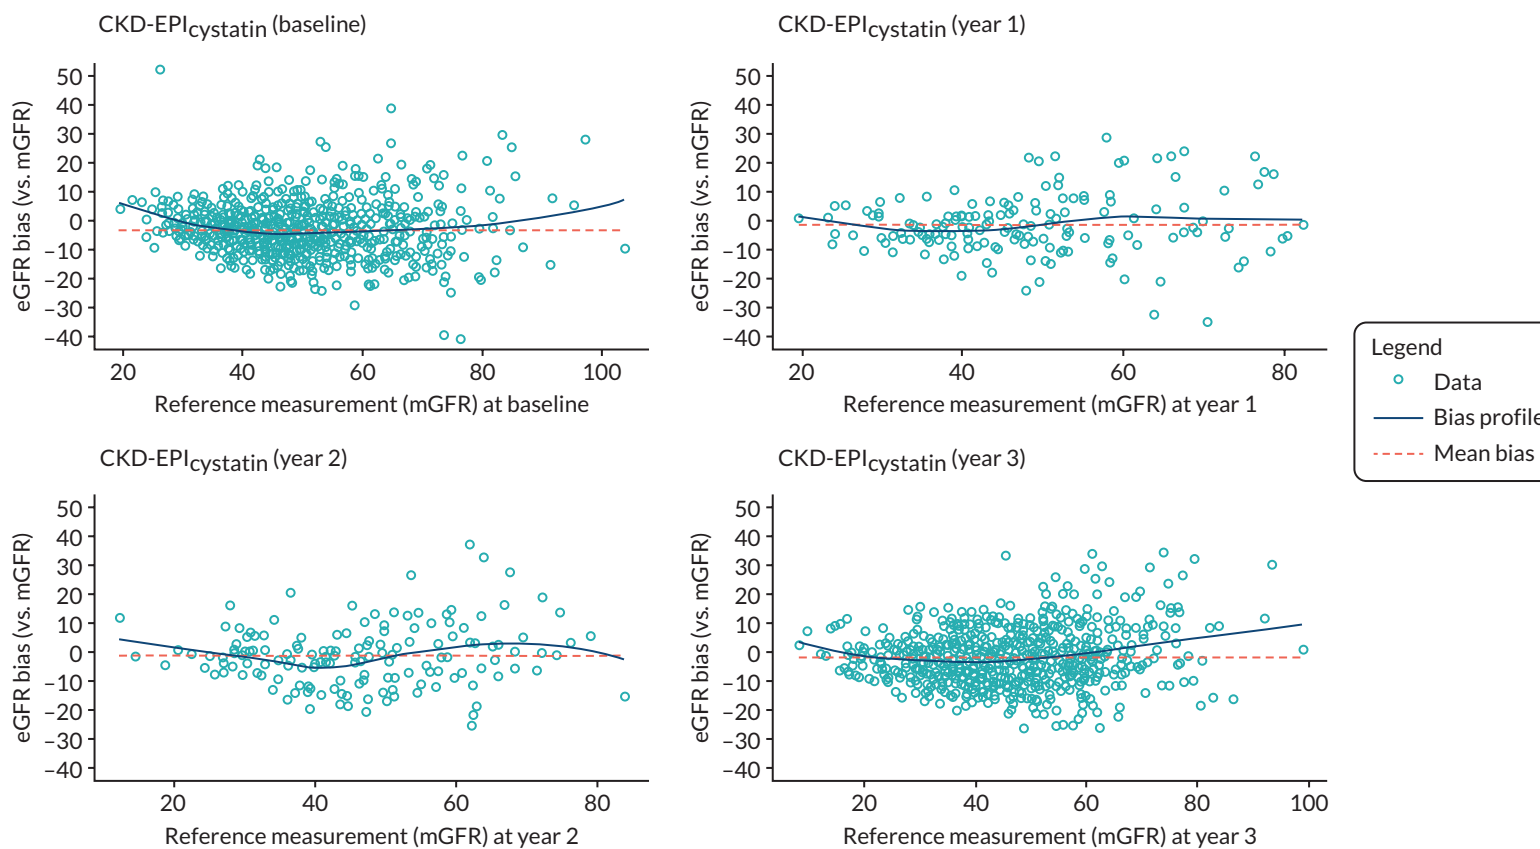 CKD-EPIcystatin (baseline)
50
40
30
20
10
0
−10
−20
−30
−40
eGFR bias (vs. mGFR)
20 40 60 80 100
Reference measurement (mGFR) at baseline
CKD-EPIcystatin (year 1)
50
40
30
20
10
0
−10
−20
−30
−40
eGFR bias (vs. mGFR)
20 40 60 80
Reference measurement (mGFR) at year 1
Legend
Data
Bias profile
Mean bias
CKD-EPIcystatin (year 2)
50
40
30
20
10
0
−10
−20
−30
−40
eGFR bias (vs. mGFR)
20 40 60 80
Reference measurement (mGFR) at year 2
CKD-EPIcystatin (year 3)
50
40
30
20
10
0
−10
−20
−30
−40
eGFR bias (vs. mGFR)
20 40 60 80 100
Reference measurement (mGFR) at year 3